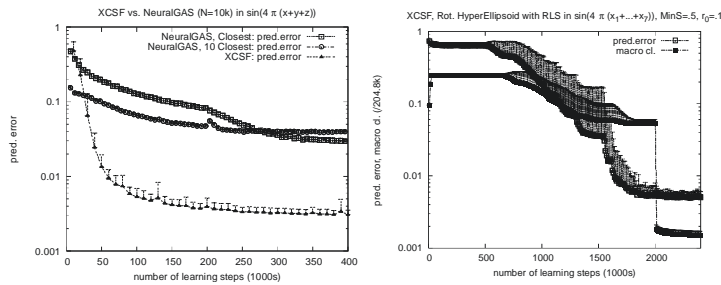 XCSF vs. NeuralGAS (N=10k) in sin(4 π (x+y+z))
NeuralGAS, Closest: pred.error
NeuralGAS, 10 Closest: pred.error
XCSF: pred.error
pred. error
1
0.1
0.01
0.001
0 50 100 150 200 250 300 350 400
number of learning steps (1000s)
XCSF, Rot. HyperEllipsoid with RLS in sin(4 π (x₁+...+x₇)), MinS=.5, r₀=.1
pred.error
macro cl.
pred. error, macro cl. (/204.8k)
1
0.1
0.01
0.001
0 500 1000 1500 2000
number of learning steps (1000s)